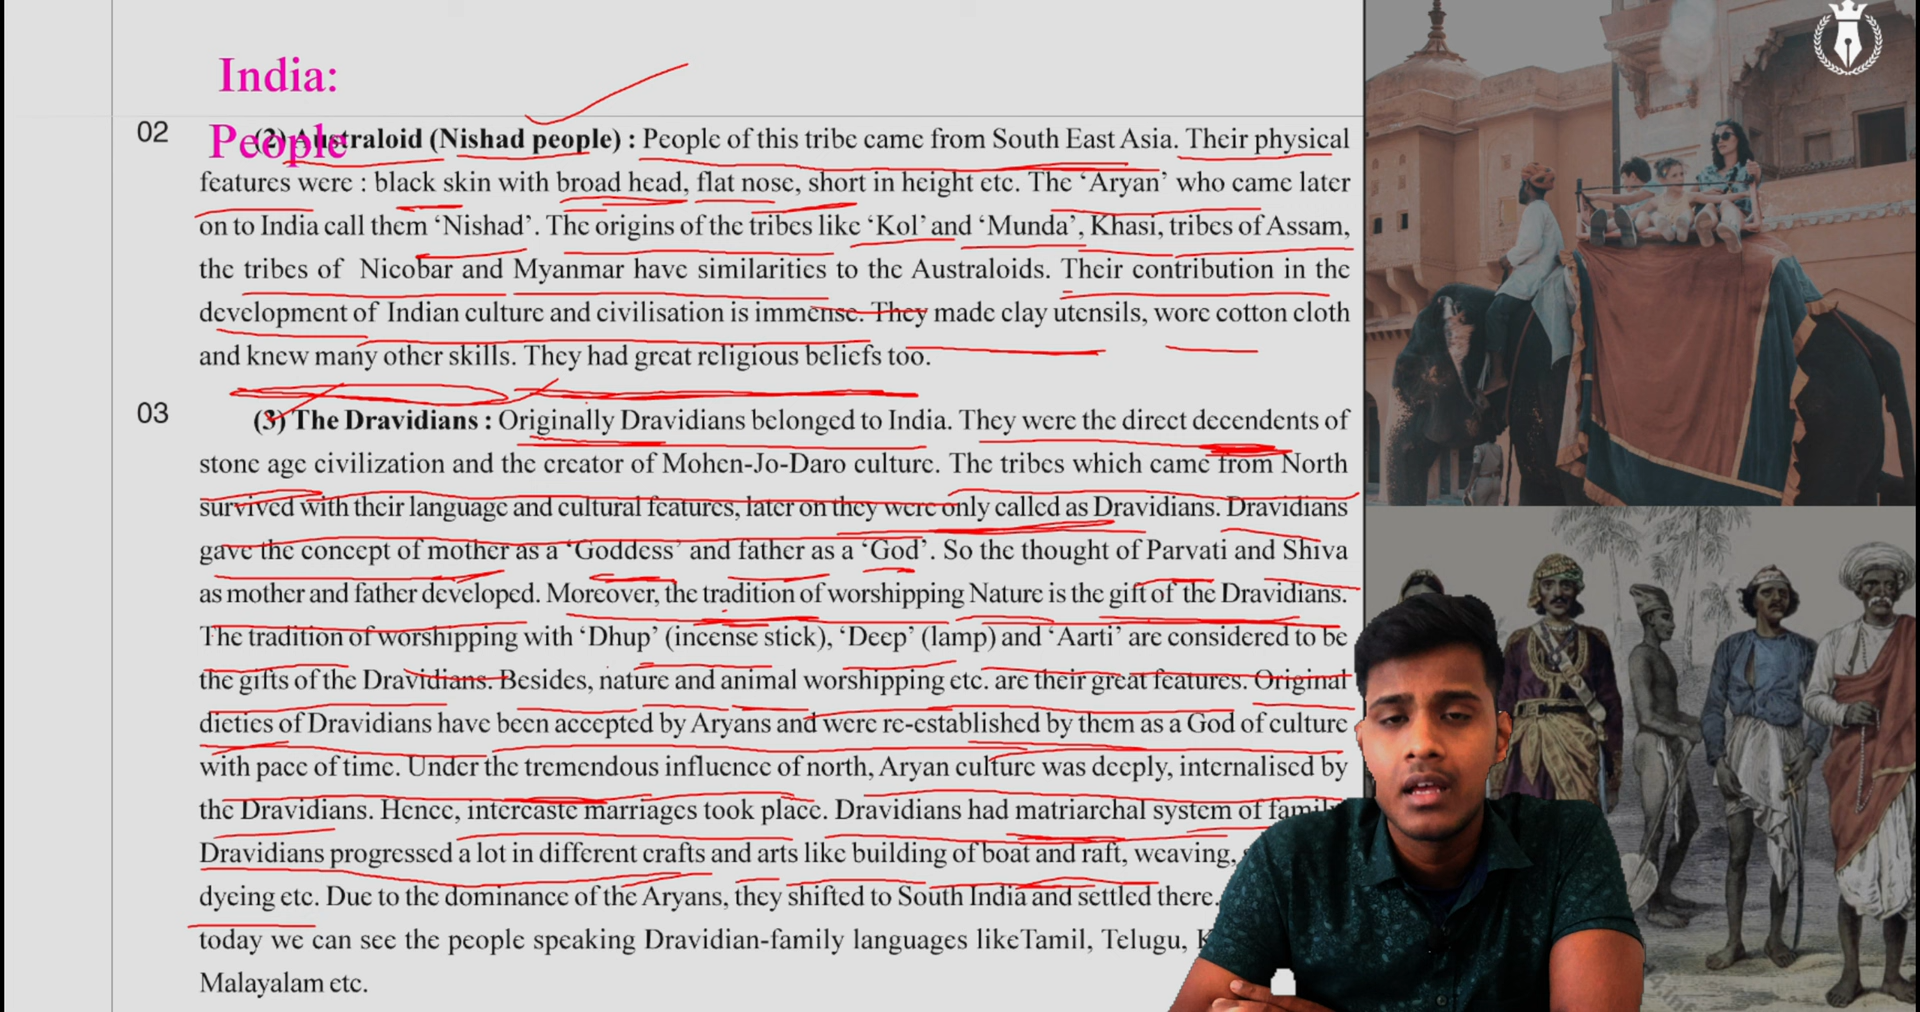 India:
People
02
(2) Australoid (Nishad people) : People of this tribe came from South East Asia. Their physical
features were : black skin with broad head, flat nose, short in height etc. The ‘Aryan’ who came later
on to India call them ‘Nishad’. The origins of the tribes like ‘Kol’ and ‘Munda’, Khasi, tribes of Assam,
the tribes of Nicobar and Myanmar have similarities to the Australoids. Their contribution in the
development of Indian culture and civilisation is immense. They made clay utensils, wore cotton cloth
and knew many other skills. They had great religious beliefs too.
03
(3) The Dravidians : Originally Dravidians belonged to India. They were the direct decendents of
stone age civilization and the creator of Mohen-Jo-Daro culture. The tribes which came from North
survived with their language and cultural features, later on they were only called as Dravidians. Dravidians
gave the concept of mother as a ‘Goddess’ and father as a ‘God’. So the thought of Parvati and Shiva
as mother and father developed. Moreover, the tradition of worshipping Nature is the gift of the Dravidians.
The tradition of worshipping with ‘Dhup’ (incense stick), ‘Deep’ (lamp) and ‘Aarti’ are considered to be
the gifts of the Dravidians. Besides, nature and animal worshipping etc. are their great features. Original
dieties of Dravidians have been accepted by Aryans and were re-established by them as a God of culture
with pace of time. Under the tremendous influence of north, Aryan culture was deeply, internalised by
the Dravidians. Hence, intercaste marriages took place. Dravidians had matriarchal system of
Dravidians progressed a lot in different crafts and arts like building of boat and raft, weaving,
dyeing etc. Due to the dominance of the Aryans, they shifted to South India and settled there.
today we can see the people speaking Dravidian-family languages likeTamil, Telugu,
Malayalam etc.